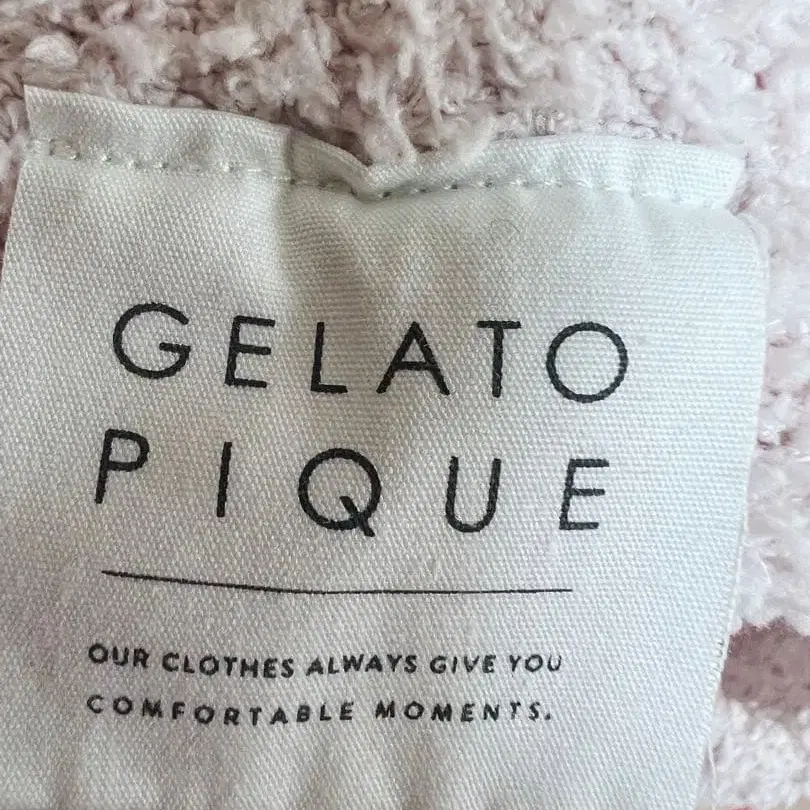 GELATO
PIQUE
OUR CLOTHES ALWAYS GIVE YOU
COMFORTABLE MOMENTS.